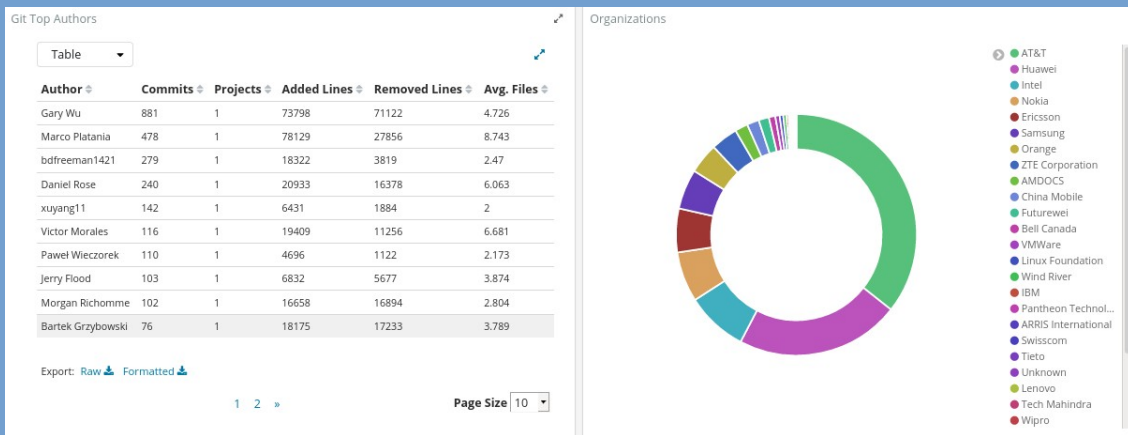 Git Top Authors
Table
Author Commits Projects Added Lines Removed Lines Avg. Files
Gary Wu 881 1 73798 71122 4.726
Marco Platania 478 1 78129 27856 8.743
bdfreeman1421 279 1 18322 3819 2.47
Daniel Rose 240 1 20933 16378 6.063
xuyang11 142 1 6431 1884 2
Victor Morales 116 1 19409 11256 6.681
Paweł Wieczorek 110 1 4696 1122 2.173
Jerry Flood 103 1 6832 5677 3.874
Morgan Richomme 102 1 16658 16894 2.804
Bartek Grzybowski 76 1 18175 17233 3.789
Export: Raw Formatted
1 2 »
Page Size 10
Organizations
AT&T
Huawei
Intel
Nokia
Ericsson
Samsung
Orange
ZTE Corporation
AMDOCS
China Mobile
Futurewei
Bell Canada
VMWare
Linux Foundation
Wind River
IBM
Pantheon Technol...
ARRIS International
Swisscom
Tieto
Unknown
Lenovo
Tech Mahindra
Wipro